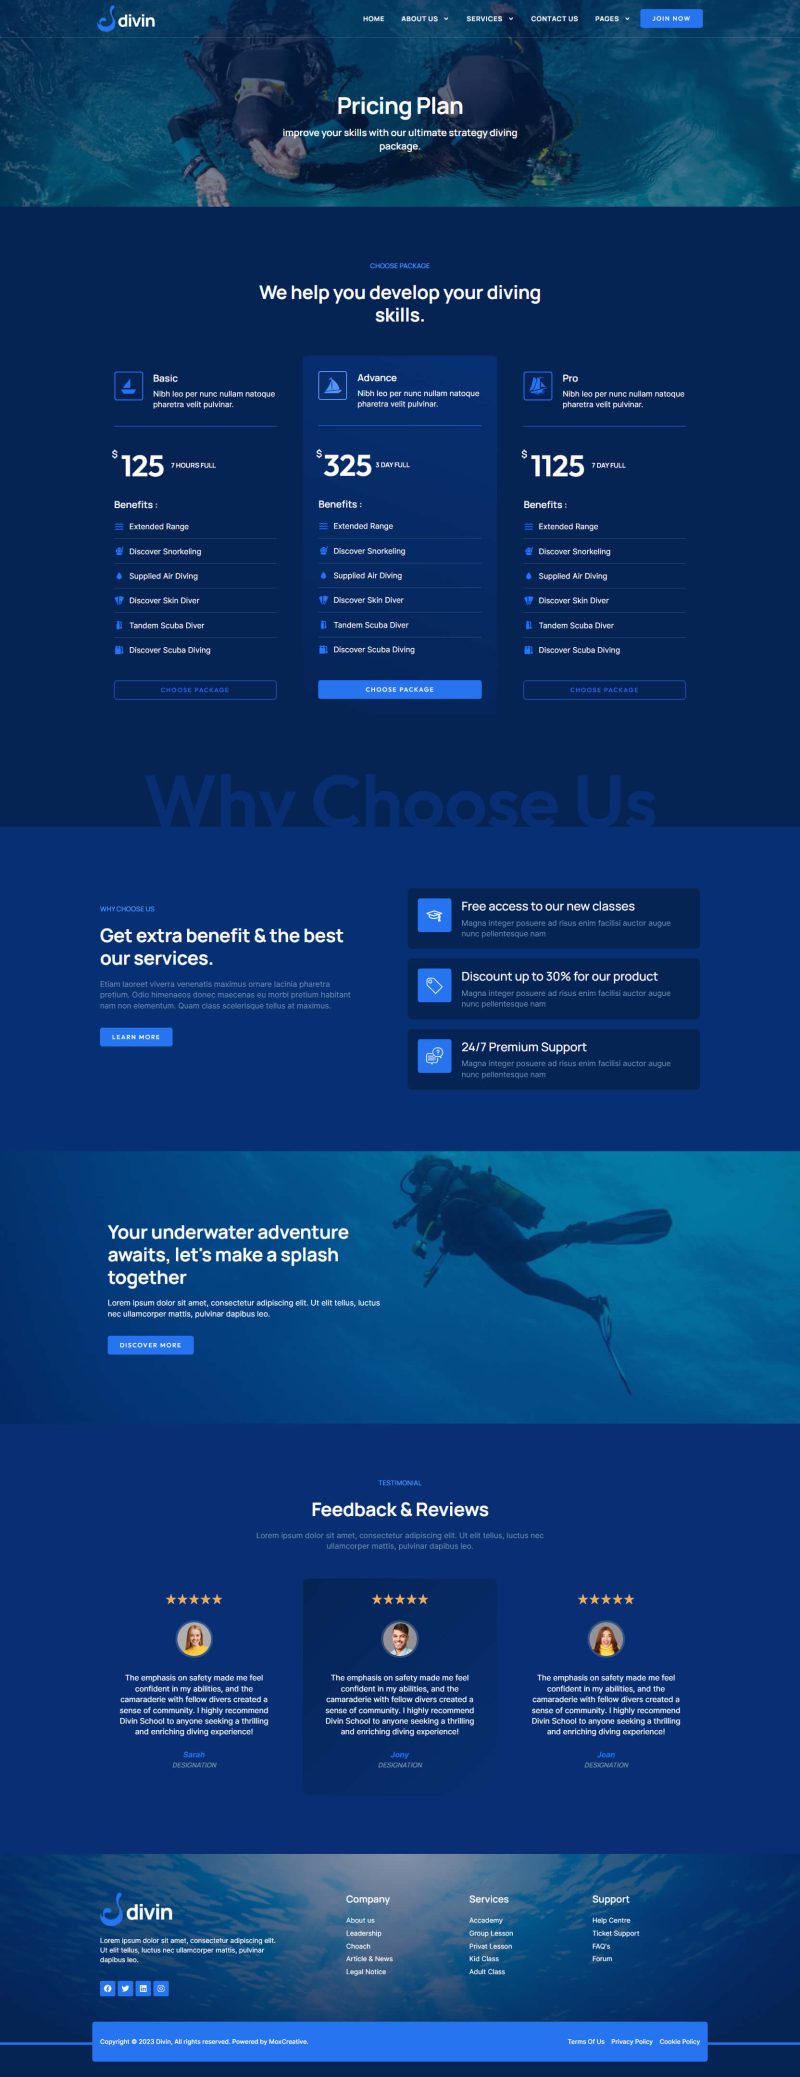 divin
HOME ABOUT US SERVICES CONTACT US PAGES JOIN NOW
Pricing Plan
improve your skills with our ultimate strategy diving
package.
CHOOSE PACKAGE
We help you develop your diving
skills.
Basic
Nibh leo per nunc nullam natoque
pharetra velit pulvinar.
$ 125 7 HOURS FULL
Benefits :
Extended Range
Discover Snorkeling
Supplied Air Diving
Discover Skin Diver
Tandem Scuba Diver
Discover Scuba Diving
CHOOSE PACKAGE
Advance
Nibh leo per nunc nullam natoque
pharetra velit pulvinar.
$ 325 3 DAY FULL
Benefits :
Extended Range
Discover Snorkeling
Supplied Air Diving
Discover Skin Diver
Tandem Scuba Diver
Discover Scuba Diving
CHOOSE PACKAGE
Pro
Nibh leo per nunc nullam natoque
pharetra velit pulvinar.
$ 1125 7 DAY FULL
Benefits :
Extended Range
Discover Snorkeling
Supplied Air Diving
Discover Skin Diver
Tandem Scuba Diver
Discover Scuba Diving
CHOOSE PACKAGE
Why Choose Us
WHY CHOOSE US
Get extra benefit & the best
our services.
Etiam laoreet viverra venenatis maximus ornare lacinia pharetra
pretium. Odio himenaeos donec maecenas eu morbi pretium habitant
nam non elementum. Quam class scelerisque tellus at maximus.
LEARN MORE
Free access to our new classes
Magna integer posuere ad risus enim facilisi auctor augue
nunc pellentesque nam
Discount up to 30% for our product
Magna integer posuere ad risus enim facilisi auctor augue
nunc pellentesque nam
24/7 Premium Support
Magna integer posuere ad risus enim facilisi auctor augue
nunc pellentesque nam
Your underwater adventure
awaits, let's make a splash
together
Lorem ipsum dolor sit amet, consectetur adipiscing elit. Ut elit tellus, luctus
nec ullamcorper mattis, pulvinar dapibus leo.
DISCOVER MORE
TESTIMONIAL
Feedback & Reviews
Lorem ipsum dolor sit amet, consectetur adipiscing elit. Ut elit tellus, luctus nec
ullamcorper mattis, pulvinar dapibus leo.
The emphasis on safety made me feel
confident in my abilities, and the
camaraderie with fellow divers created a
sense of community. I highly recommend
Divin School to anyone seeking a thrilling
and enriching diving experience!
Sarah
DESIGNATION
The emphasis on safety made me feel
confident in my abilities, and the
camaraderie with fellow divers created a
sense of community. I highly recommend
Divin School to anyone seeking a thrilling
and enriching diving experience!
Jony
DESIGNATION
The emphasis on safety made me feel
confident in my abilities, and the
camaraderie with fellow divers created a
sense of community. I highly recommend
Divin School to anyone seeking a thrilling
and enriching diving experience!
Jean
DESIGNATION
divin
Lorem ipsum dolor sit amet, consectetur adipiscing elit.
Ut elit tellus, luctus nec ullamcorper mattis, pulvinar
dapibus leo.
Company
About us
Leadership
Choach
Article & News
Legal Notice
Services
Accademy
Group Lesson
Privat Lesson
Kid Class
Adult Class
Support
Help Centre
Ticket Support
FAQ's
Forum
Copyright © 2023 Divin, All rights reserved. Powered by MoxCreative.
Terms Of Us Privacy Policy Cookie Policy